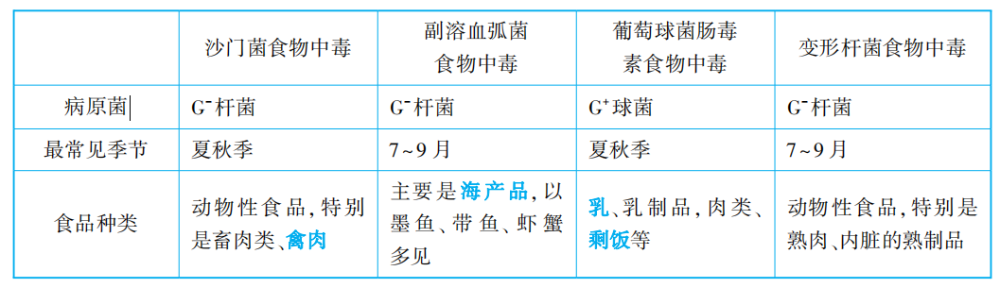 沙门菌食物中毒
副溶血弧菌
食物中毒
葡萄球菌肠毒
素食物中毒
变形杆菌食物中毒
病原菌
G⁻杆菌
G⁻杆菌
G⁺球菌
G⁻杆菌
最常见季节
夏秋季
7~9月
夏秋季
7~9月
食品种类
动物性食品,特别
是畜肉类、禽肉
主要是海产品,以
墨鱼、带鱼、虾蟹
多见
乳、乳制品,肉类、
剩饭等
动物性食品,特别是
熟肉、内脏的熟制品